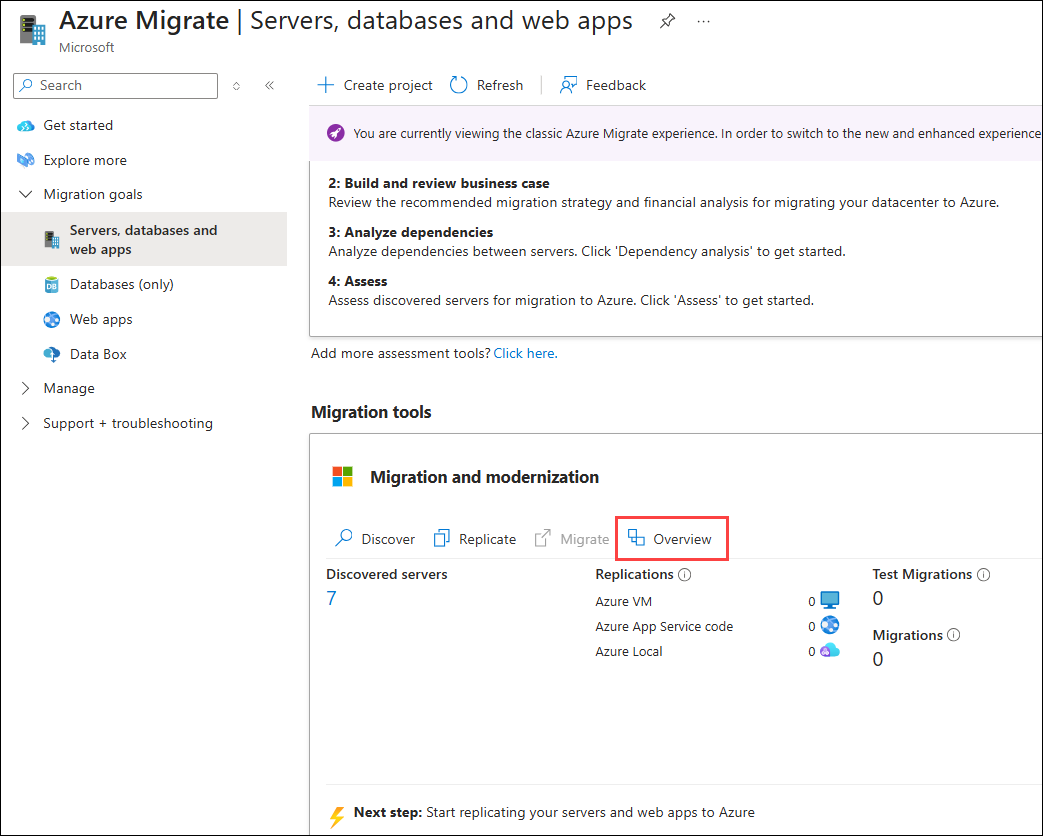 Azure Migrate | Servers, databases and web apps
...
Microsoft
Search
Get started
Explore more
Migration goals
Servers, databases and
web apps
Databases (only)
DB
Web apps
Data Box
Manage
Support + troubleshooting
Create project
Refresh
Feedback
You are currently viewing the classic Azure Migrate experience. In order to switch to the new and enhanced experience
2: Build and review business case
Review the recommended migration strategy and financial analysis for migrating your datacenter to Azure.
3: Analyze dependencies
Analyze dependencies between servers. Click 'Dependency analysis' to get started.
4: Assess
Assess discovered servers for migration to Azure. Click 'Assess' to get started.
Add more assessment tools? Click here.
Migration tools
Migration and modernization
Discover
Replicate
Migrate
Overview
Discovered servers
7
Replications
Azure VM 0
Azure App Service code 0
Azure Local 0
Test Migrations
0
Migrations
0
Next step: Start replicating your servers and web apps to Azure